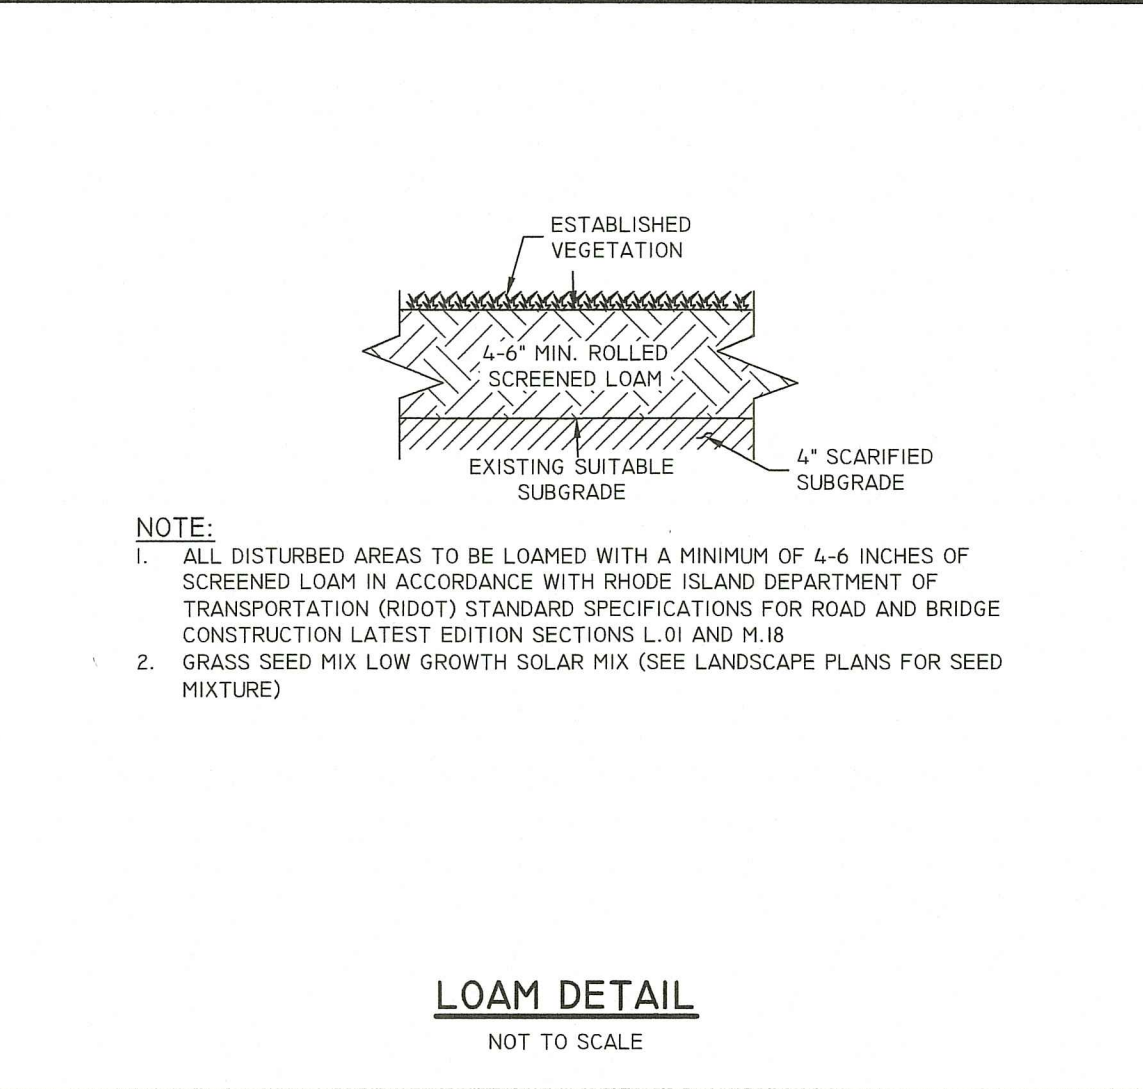 ESTABLISHED
VEGETATION
4-6" MIN. ROLLED
SCREENED LOAM
EXISTING SUITABLE
SUBGRADE
4" SCARIFIED
SUBGRADE
NOTE:
1. ALL DISTURBED AREAS TO BE LOAMED WITH A MINIMUM OF 4-6 INCHES OF
SCREENED LOAM IN ACCORDANCE WITH RHODE ISLAND DEPARTMENT OF
TRANSPORTATION (RIDOT) STANDARD SPECIFICATIONS FOR ROAD AND BRIDGE
CONSTRUCTION LATEST EDITION SECTIONS L.01 AND M.18
2. GRASS SEED MIX LOW GROWTH SOLAR MIX (SEE LANDSCAPE PLANS FOR SEED
MIXTURE)
LOAM DETAIL
NOT TO SCALE